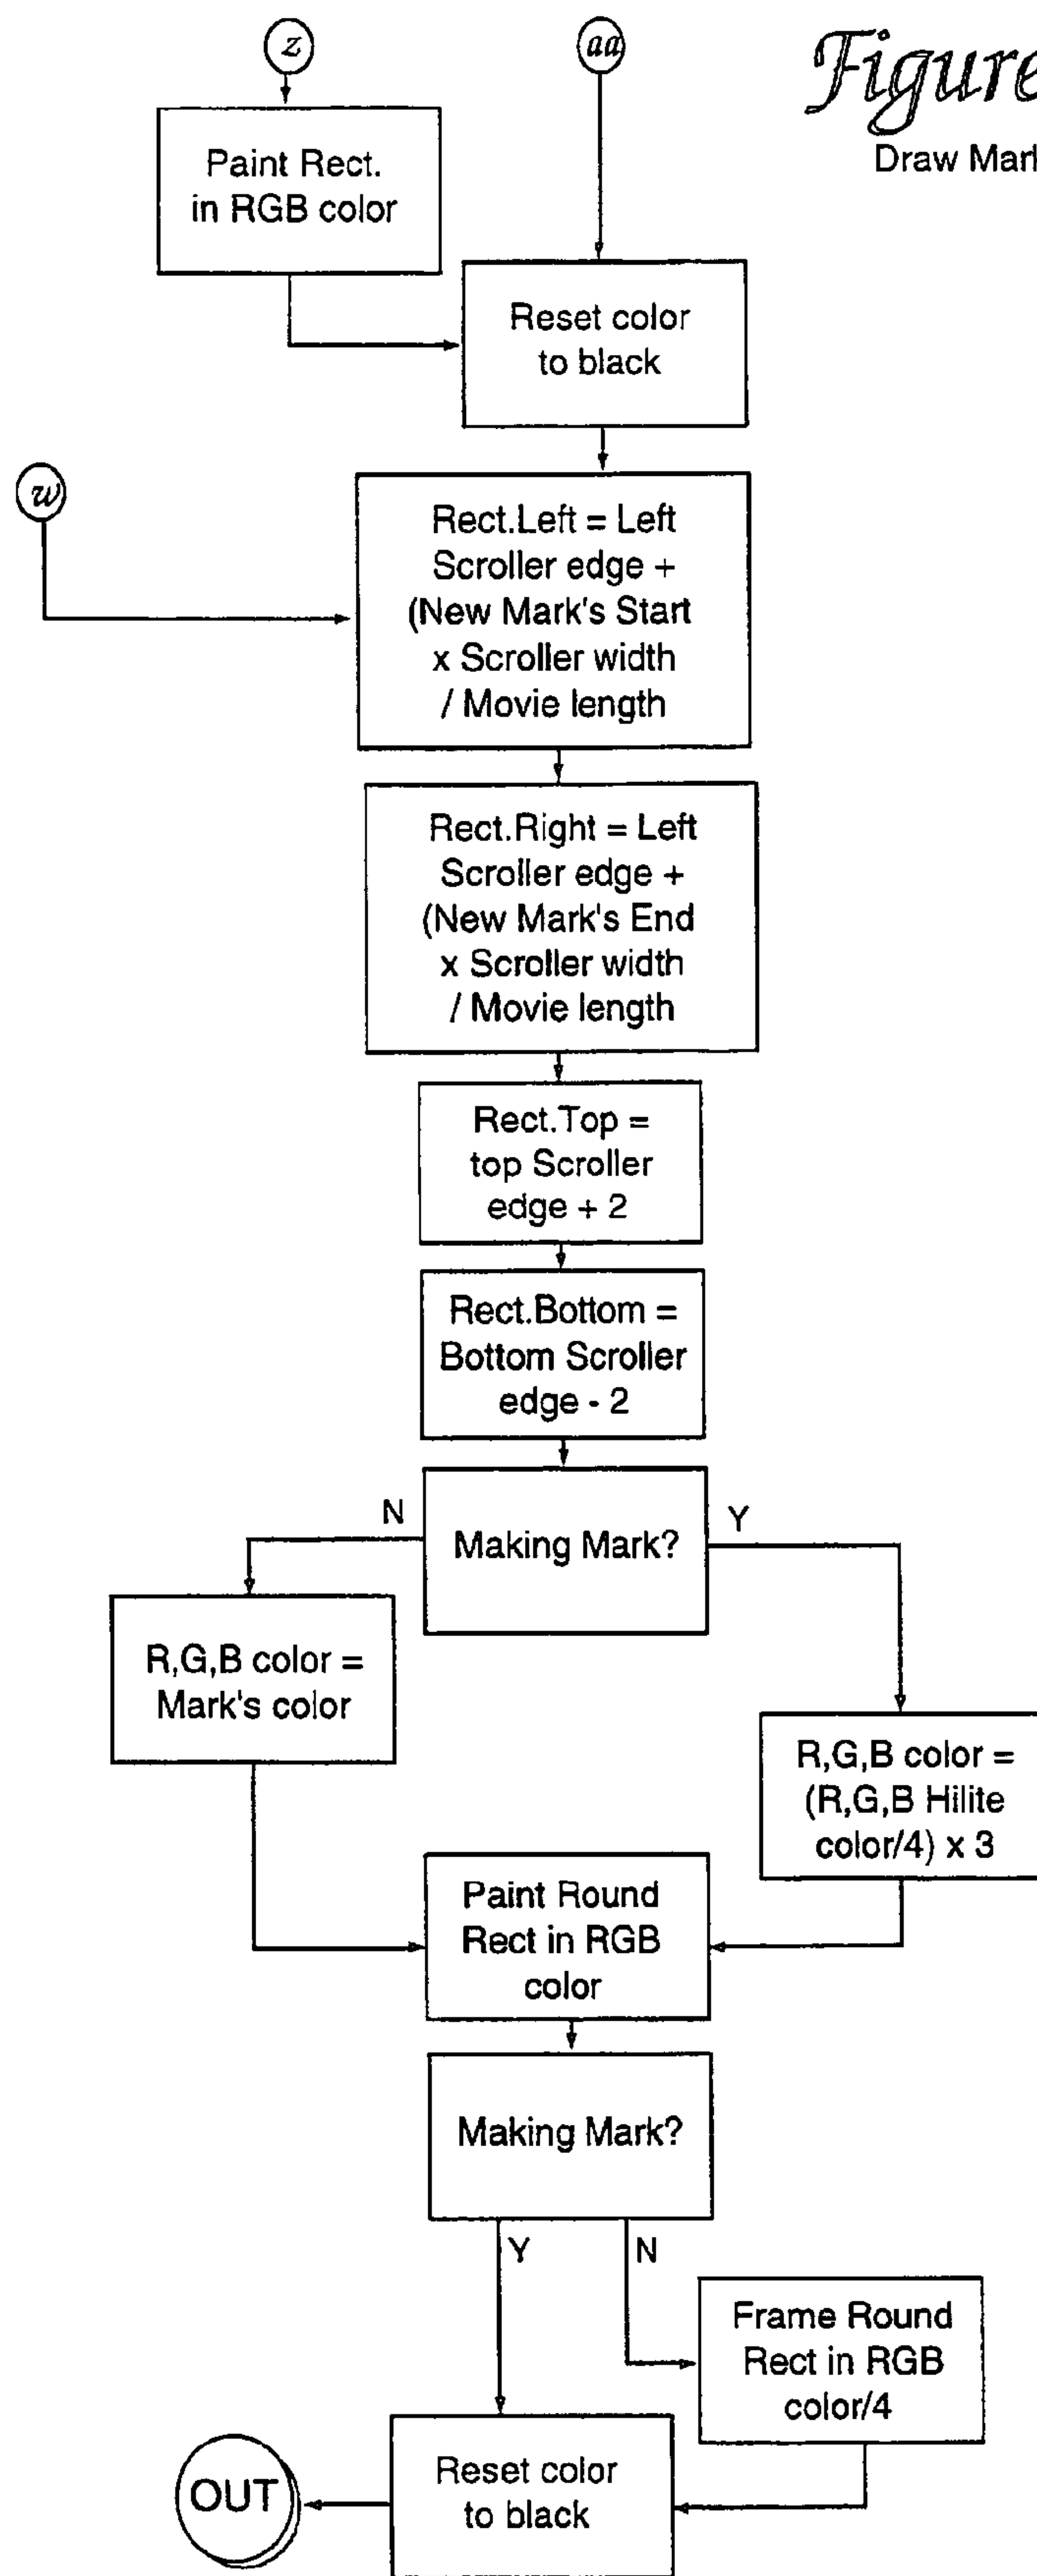 z
aa
Figure
Draw Mark
Paint Rect.
in RGB color
Reset color
to black
w
Rect.Left = Left
Scroller edge +
(New Mark's Start
x Scroller width
/ Movie length
Rect.Right = Left
Scroller edge +
(New Mark's End
x Scroller width
/ Movie length
Rect.Top =
top Scroller
edge + 2
Rect.Bottom =
Bottom Scroller
edge - 2
N
Making Mark?
Y
R,G,B color =
Mark's color
R,G,B color =
(R,G,B Hilite
color/4) x 3
Paint Round
Rect in RGB
color
Making Mark?
Y
N
Frame Round
Rect in RGB
color/4
Reset color
to black
OUT